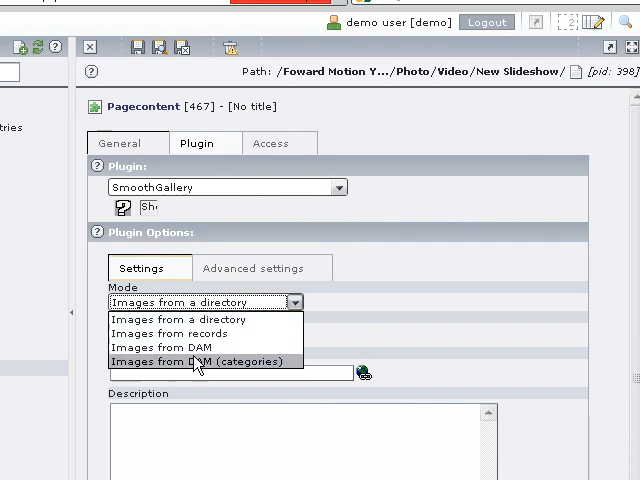 demo user [demo] Logout 2
Path: /Foward Motion Y.../Photo/Video/New Slideshow/ [pid: 398]
Pagecontent [467] - [No title]
tries
General Plugin Access
Plugin:
SmoothGallery
Plugin Options:
Settings Advanced settings
Mode
Images from a directory
Images from a directory
Images from records
Images from DAM
Images from DAM (categories)
Description